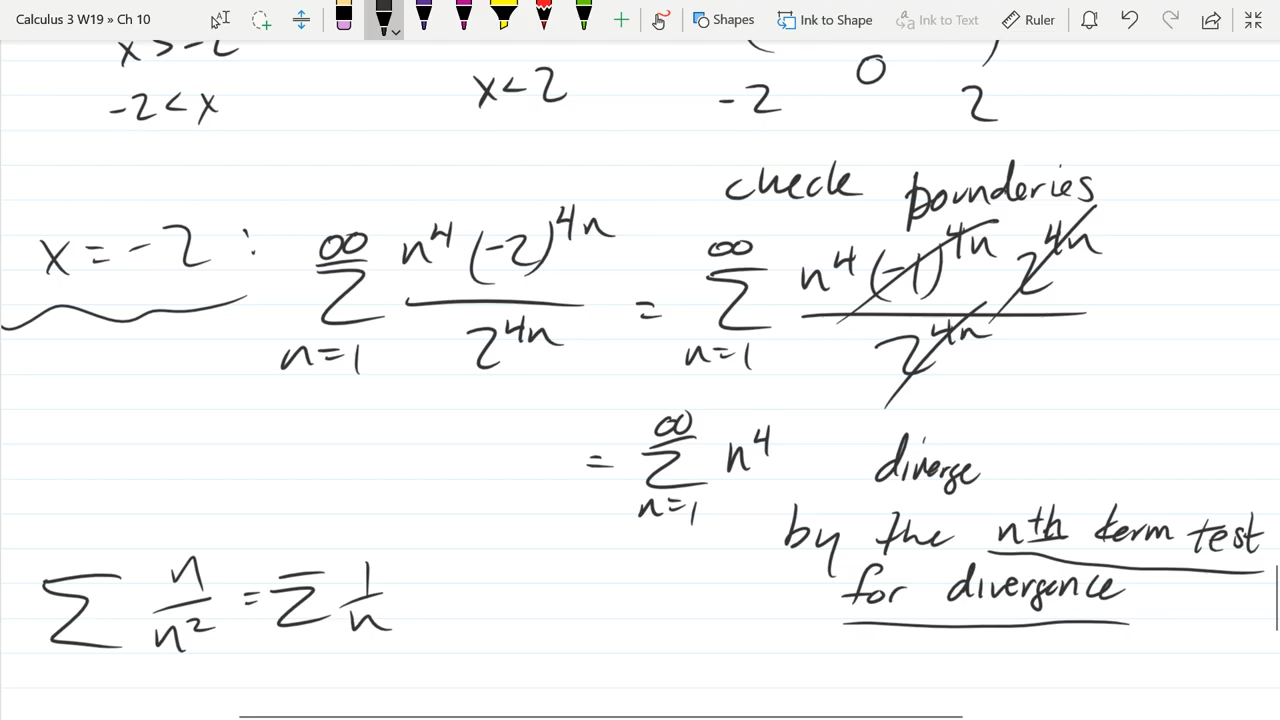 Calculus 3 W19 » Ch 10
Shapes Ink to Shape Ink to Text Ruler
x > -2
-2 < x x < 2 -2 0 2
check bounderies
x = -2 : ∞ ∑ n=1 n^4 (-2)^4n / 2^4n = ∞ ∑ n=1 n^4 (-1)^4n 2^4n / 2^4n
= ∞ ∑ n=1 n^4 diverge
by the nth term test
for divergence
∑ n/n^2 = ∑ 1/n